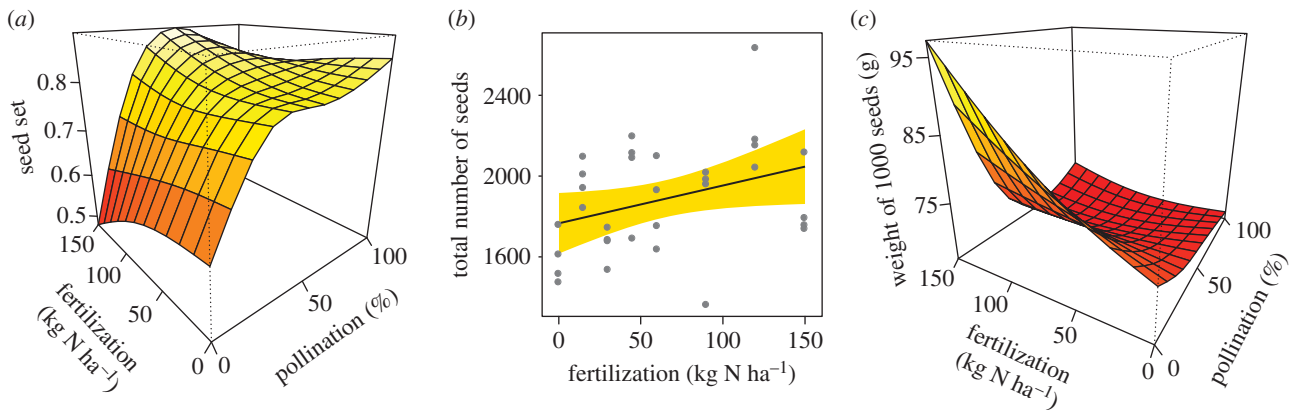 (a)
seed set
0.8
0.7
0.6
0.5
150
100
50
0
fertilization
(kg N ha⁻¹)
0
50
100
pollination (%)
(b)
total number of seeds
2400
2000
1600
0
50
100
150
fertilization (kg N ha⁻¹)
(c)
weight of 1000 seeds (g)
95
85
75
150
100
50
0
fertilization
(kg N ha⁻¹)
0
50
100
pollination (%)